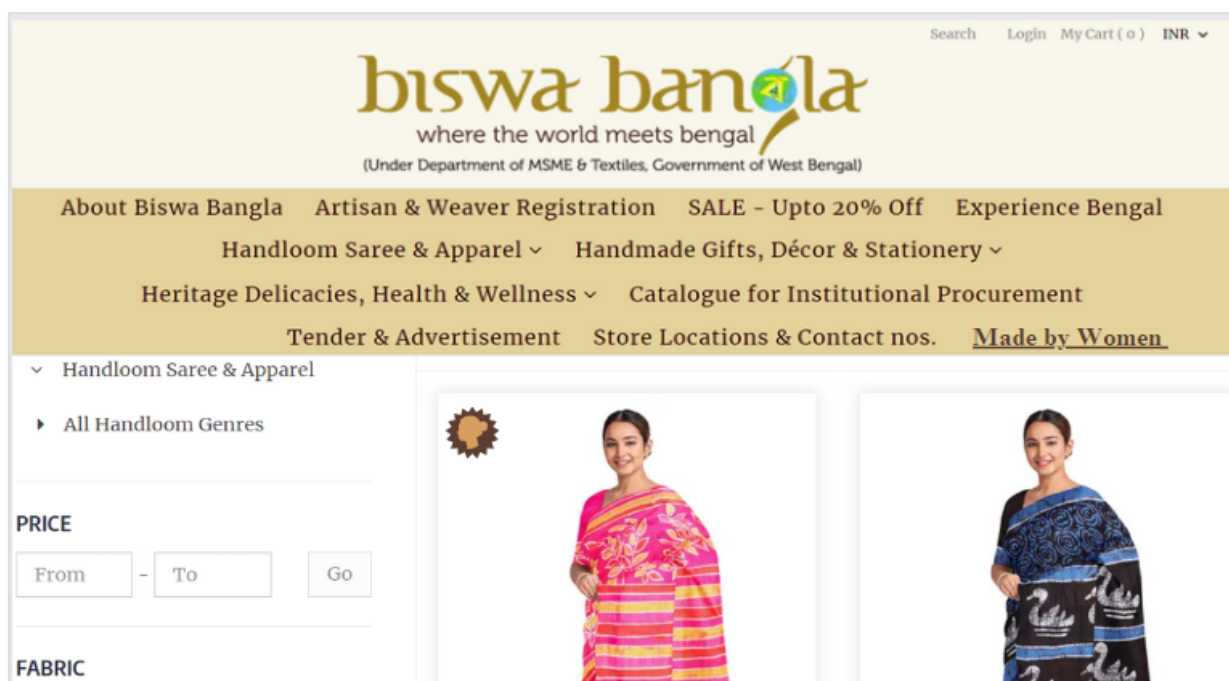 Search Login My Cart ( 0 ) INR
biswa bangla
ব
where the world meets bengal
(Under Department of MSME & Textiles, Government of West Bengal)
About Biswa Bangla Artisan & Weaver Registration SALE - Upto 20% Off Experience Bengal
Handloom Saree & Apparel Handmade Gifts, Décor & Stationery
Heritage Delicacies, Health & Wellness Catalogue for Institutional Procurement
Tender & Advertisement Store Locations & Contact nos. Made by Women
Handloom Saree & Apparel
All Handloom Genres
PRICE
From - To Go
FABRIC